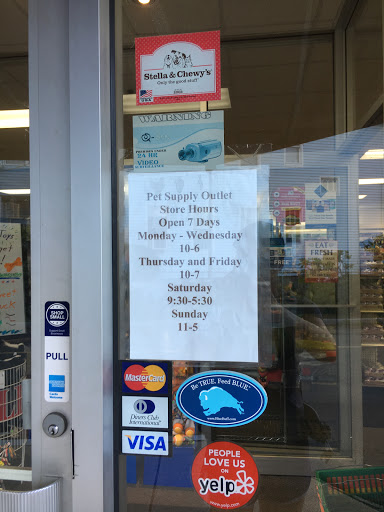 Stella & Chewy's
Only the good stuff
WARNING
24 HR
VIDEO
Pet Supply Outlet
Store Hours
Open 7 Days
Monday - Wednesday
10-6
Thursday and Friday
10-7
Saturday
9:30-5:30
Sunday
11-5
EAT
FRESH
SHOP
SMALL
PULL
MasterCard
Diners Club
International
VISA
Be TRUE. Feed BLUE.
PEOPLE
LOVE US
ON
yelp